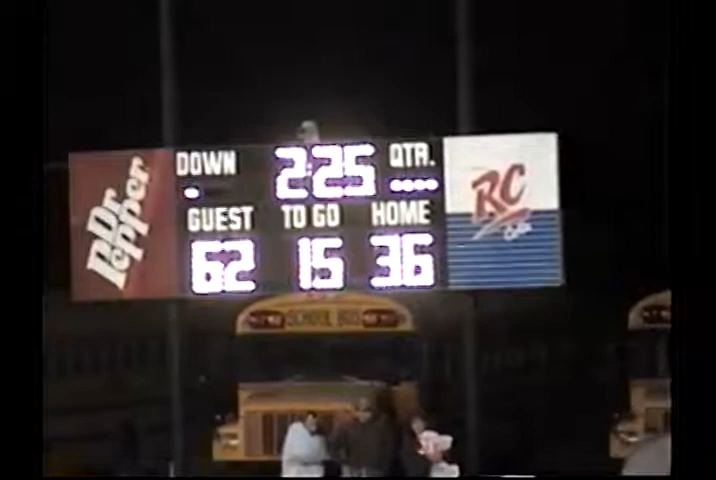 Dr Pepper
DOWN 2:25 QTR.
GUEST TO GO HOME
62 15 36
RC
SCHOOL BUS